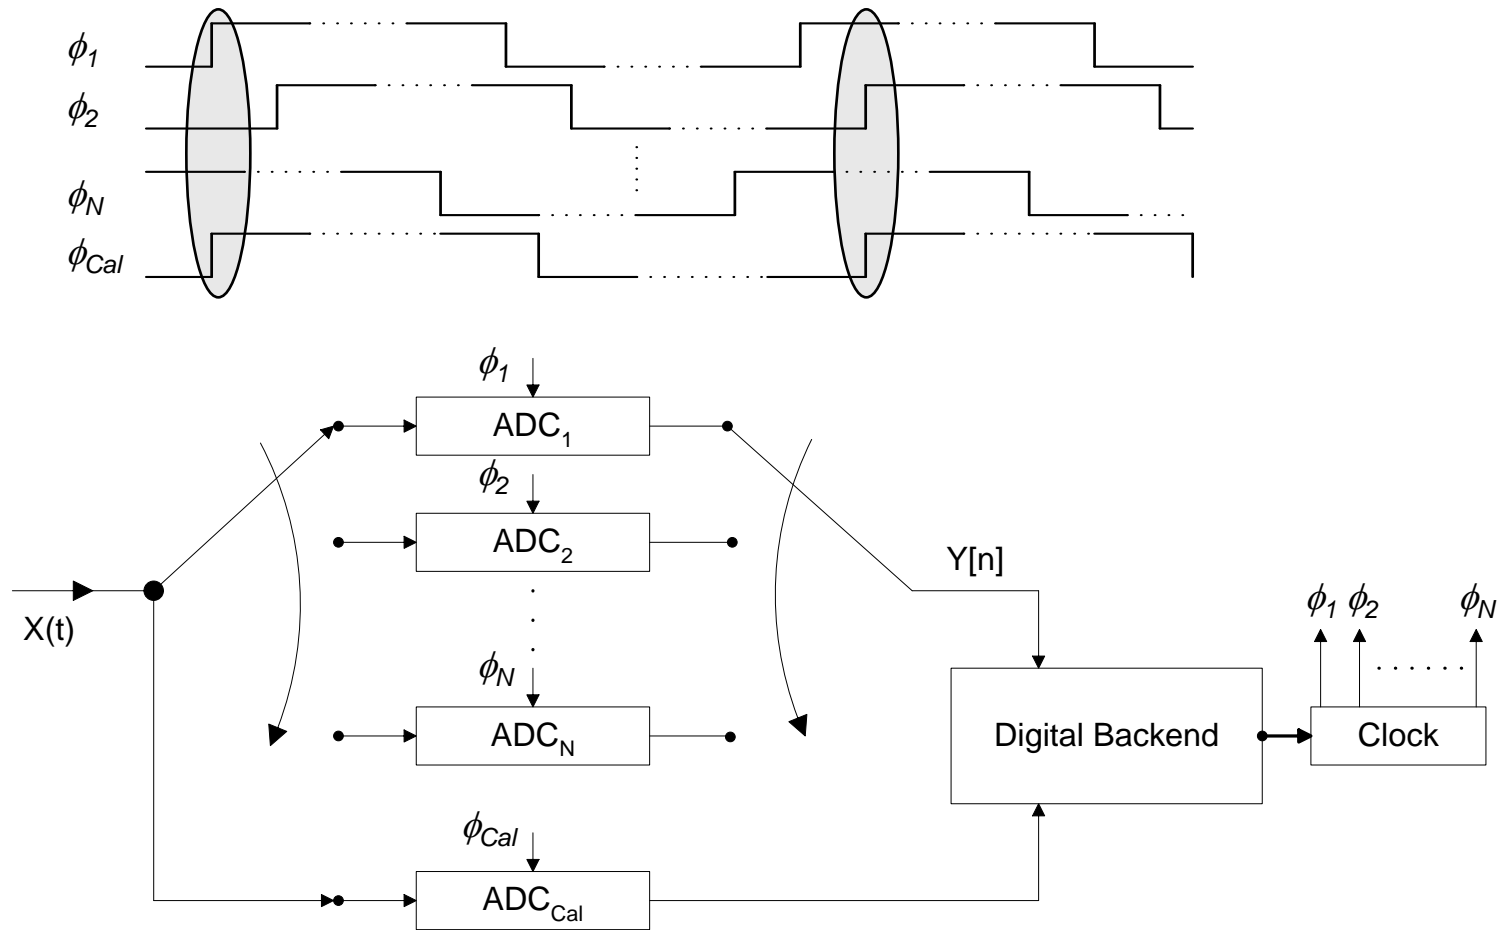 ϕ1
ϕ2
ϕN
ϕCal
ϕ1
ADC1
ϕ2
ADC2
Y[n]
X(t)
ϕ1 ϕ2 ϕN
ϕN
ADCN
Digital Backend
Clock
ϕCal
ADCCal